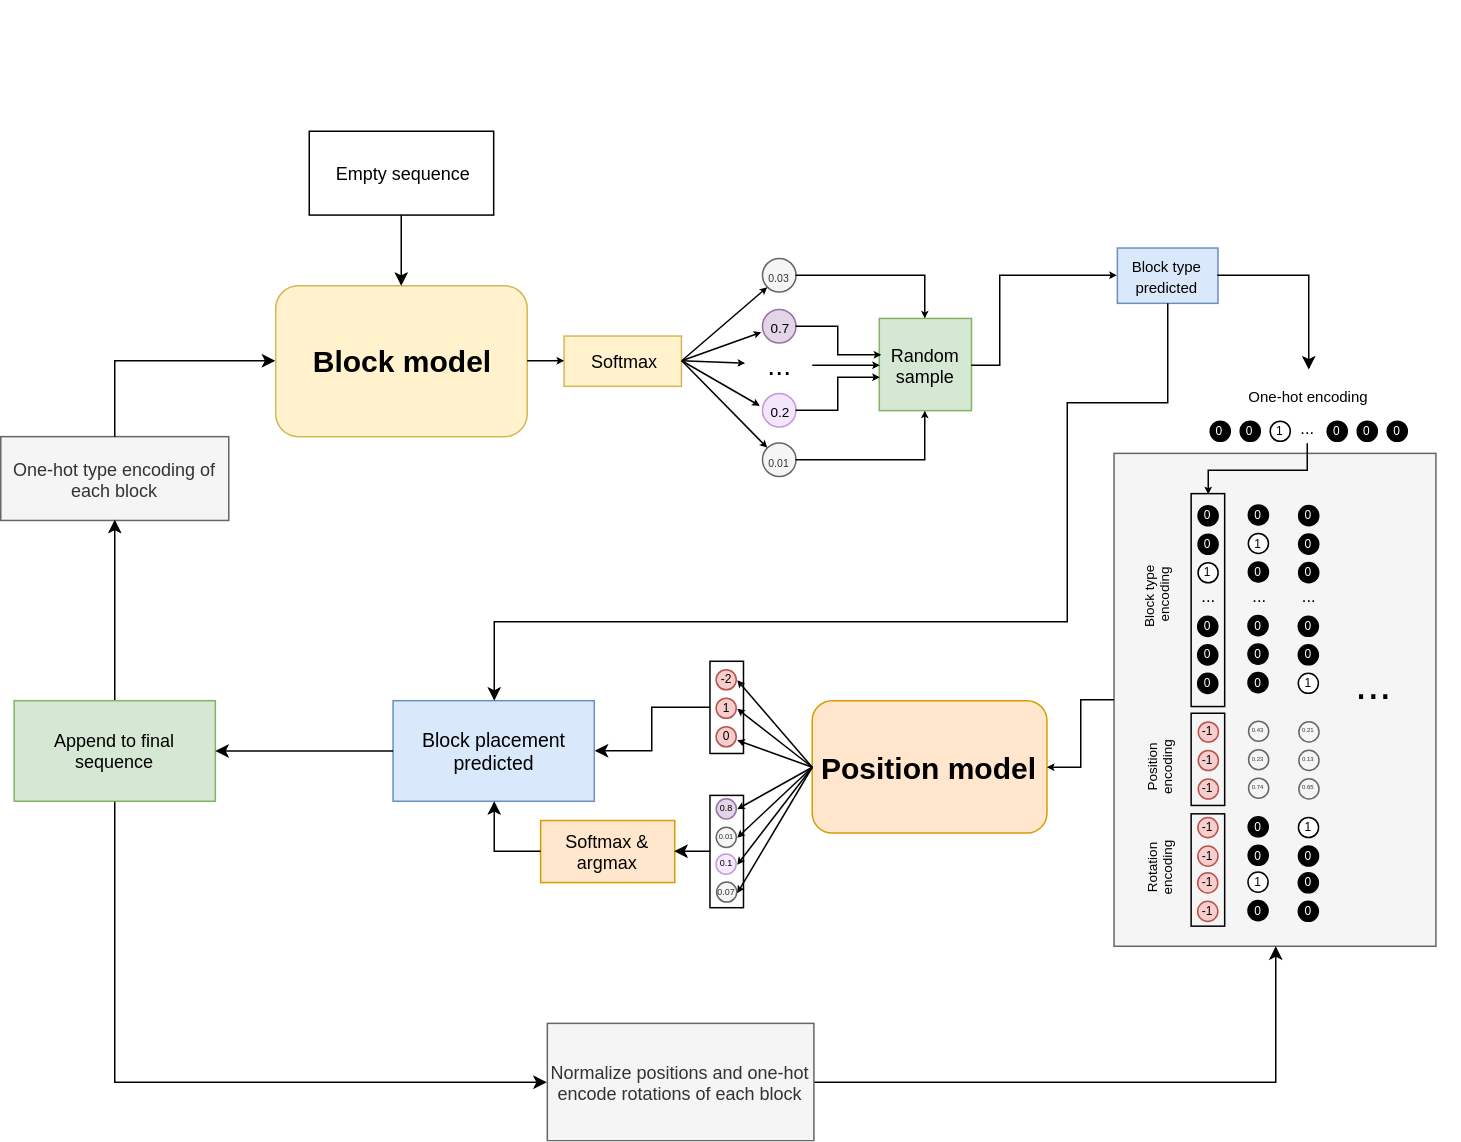 Empty sequence
Block model
Softmax
0.03
0.7
...
0.2
0.01
Random
sample
Block type
predicted
One-hot encoding
0 0 1 ... 0 0 0
One-hot type encoding of
each block
Block type
encoding
0 0 0
0 1 0
1 0 0
... ... ...
0 0 0
0 0 0
0 0 1
...
Position
encoding
-1 0.43 0.21
-1 0.23 0.13
-1 0.74 0.65
Rotation
encoding
-1 0 1
-1 0 0
-1 1 0
-1 0 0
Append to final
sequence
Block placement
predicted
-2
1
0
Position model
Softmax &
argmax
0.8
0.01
0.1
0.07
Normalize positions and one-hot
encode rotations of each block